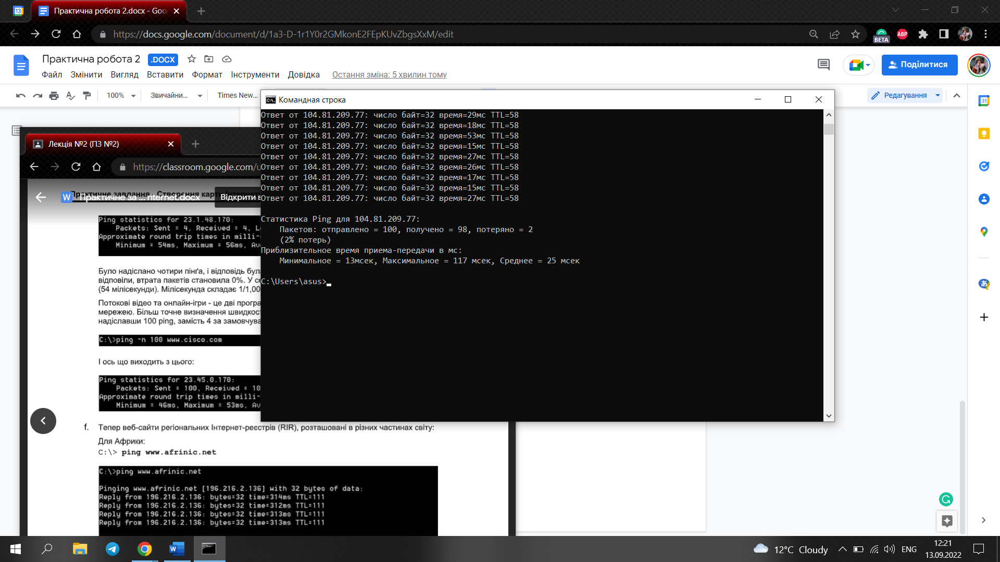 13
Практична робота 2.docx - Goo
https://docs.google.com/document/d/1a3-D-1r1Y0r2GMkonE2FEpKUvZbgsXxM/edit
BETA
ABP
Практична робота 2
.DOCX
Файл
Змінити
Вигляд
Вставити
Формат
Інструменти
Довідка
Остання зміна: 5 хвилин тому
Поділитися
100%
Звичайни...
Times New...
Редагування
31
Командная строка
Ответ от 104.81.209.77: число байт=32 время=29мс TTL=58
Ответ от 104.81.209.77: число байт=32 время=18мс TTL=58
Ответ от 104.81.209.77: число байт=32 время=53мс TTL=58
Ответ от 104.81.209.77: число байт=32 время=15мс TTL=58
Ответ от 104.81.209.77: число байт=32 время=27мс TTL=58
Ответ от 104.81.209.77: число байт=32 время=26мс TTL=58
Ответ от 104.81.209.77: число байт=32 время=17мс TTL=58
Ответ от 104.81.209.77: число байт=32 время=15мс TTL=58
Ответ от 104.81.209.77: число байт=32 время=27мс TTL=58
Статистика Ping для 104.81.209.77:
Пакетов: отправлено = 100, получено = 98, потеряно = 2
(2% потерь)
Приблизительное время приема-передачи в мс:
Минимальное = 13мсек, Максимальное = 117 мсек, Среднее = 25 мсек
C:\Users\asus>
Лекція №2 (ПЗ №2)
https://classroom.google.com/u
Практичне завдання - Створення карти
W
Практичне за ... nternet.docx
Відкрити в
Ping statistics for 23.1.48.170:
Packets: Sent = 4, Received = 4, L
Approximate round trip times in milli-
Minimum = 54ms, Maximum = 56ms, Av
Було надіслано чотири пінґа, і відповідь бул
відповіли, втрата пакетів становила 0%. У с
(54 мілісекунди). Мілісекунда складає 1/1,00
Потокові відео та онлайн-ігри - це дві програ
мережею. Більш точне визначення швидкос
надіславши 100 ping, замість 4 за замовчува
C:\>ping -n 100 www.cisco.com
І ось що виходить з цього:
Ping statistics for 23.45.0.170:
Packets: Sent = 100, Received = 10
Approximate round trip times in milli-
Minimum = 46ms, Maximum = 53ms, Av
f. Тепер веб-сайти регіональних Інтернет-реєстрів (RIR), розташовані в різних частинах світу:
Для Африки:
C:\> ping www.afrinic.net
C:\>ping www.afrinic.net
Pinging www.afrinic.net [196.216.2.136] with 32 bytes of data:
Reply from 196.216.2.136: bytes=32 time=314ms TTL=111
Reply from 196.216.2.136: bytes=32 time=312ms TTL=111
Reply from 196.216.2.136: bytes=32 time=313ms TTL=111
Reply from 196.216.2.136: bytes=32 time=313ms TTL=111
12°C Cloudy
ENG
12:21
13.09.2022